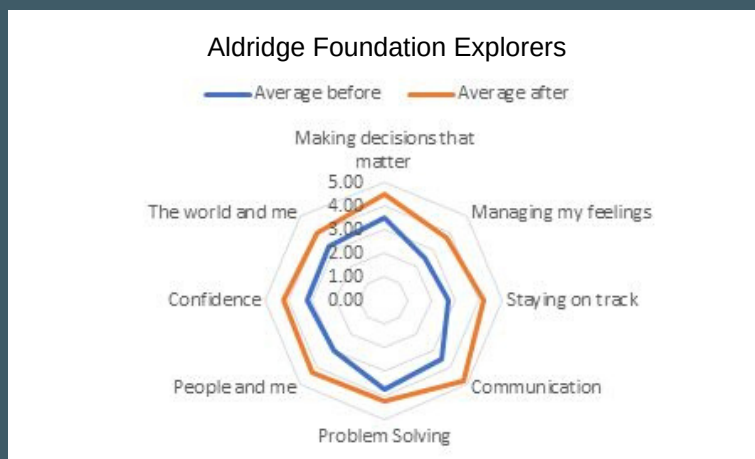 Aldridge Foundation Explorers
Average before
Average after
Making decisions that
matter
5.00
4.00
3.00
2.00
1.00
0.00
The world and me
Managing my feelings
Confidence
Staying on track
People and me
Communication
Problem Solving